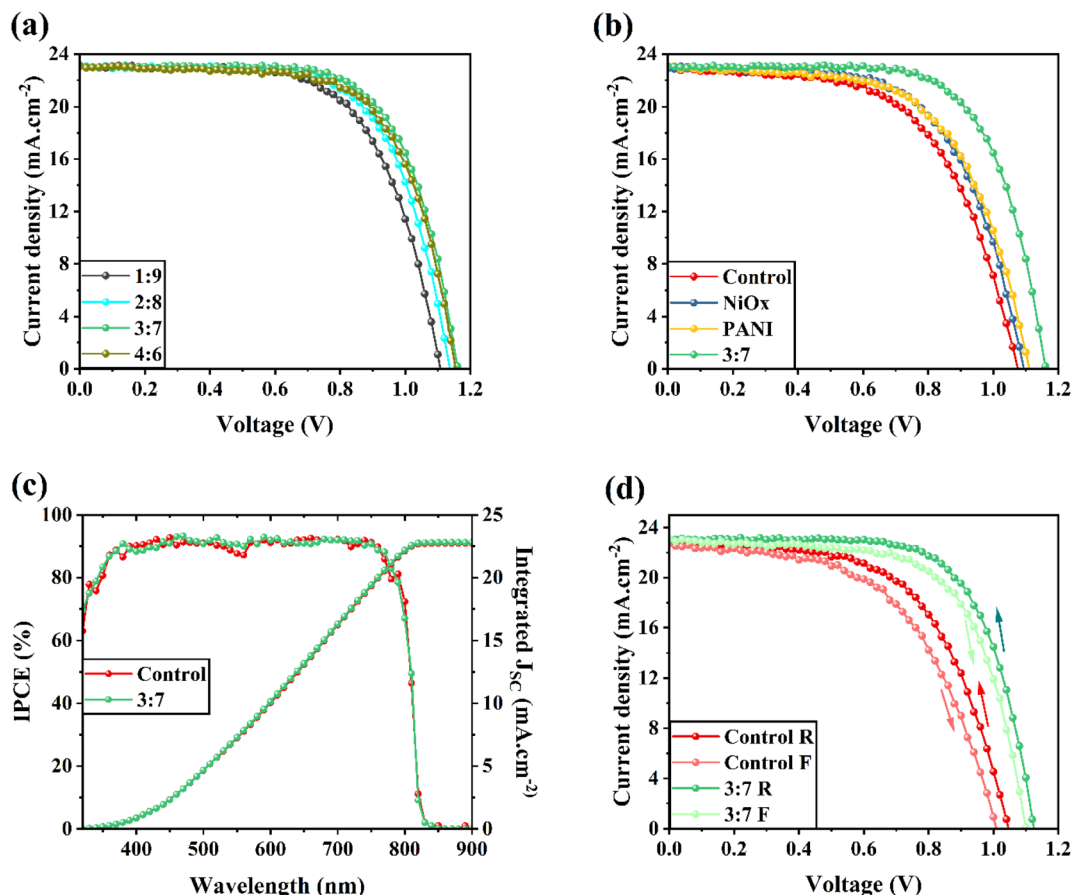 (a)
24
20
16
12
8
4
0
Current density (mA.cm⁻²)
1:9
2:8
3:7
4:6
0.0 0.2 0.4 0.6 0.8 1.0 1.2
Voltage (V)
(b)
24
20
16
12
8
4
0
Current density (mA.cm⁻²)
Control
NiOx
PANI
3:7
0.0 0.2 0.4 0.6 0.8 1.0 1.2
Voltage (V)
(c)
100
80
60
40
20
0
IPCE (%)
Control
3:7
25
20
15
10
5
0
Integrated J_SC (mA.cm⁻²)
400 500 600 700 800 900
Wavelength (nm)
(d)
24
20
16
12
8
4
0
Current density (mA.cm⁻²)
Control R
Control F
3:7 R
3:7 F
0.0 0.2 0.4 0.6 0.8 1.0 1.2
Voltage (V)